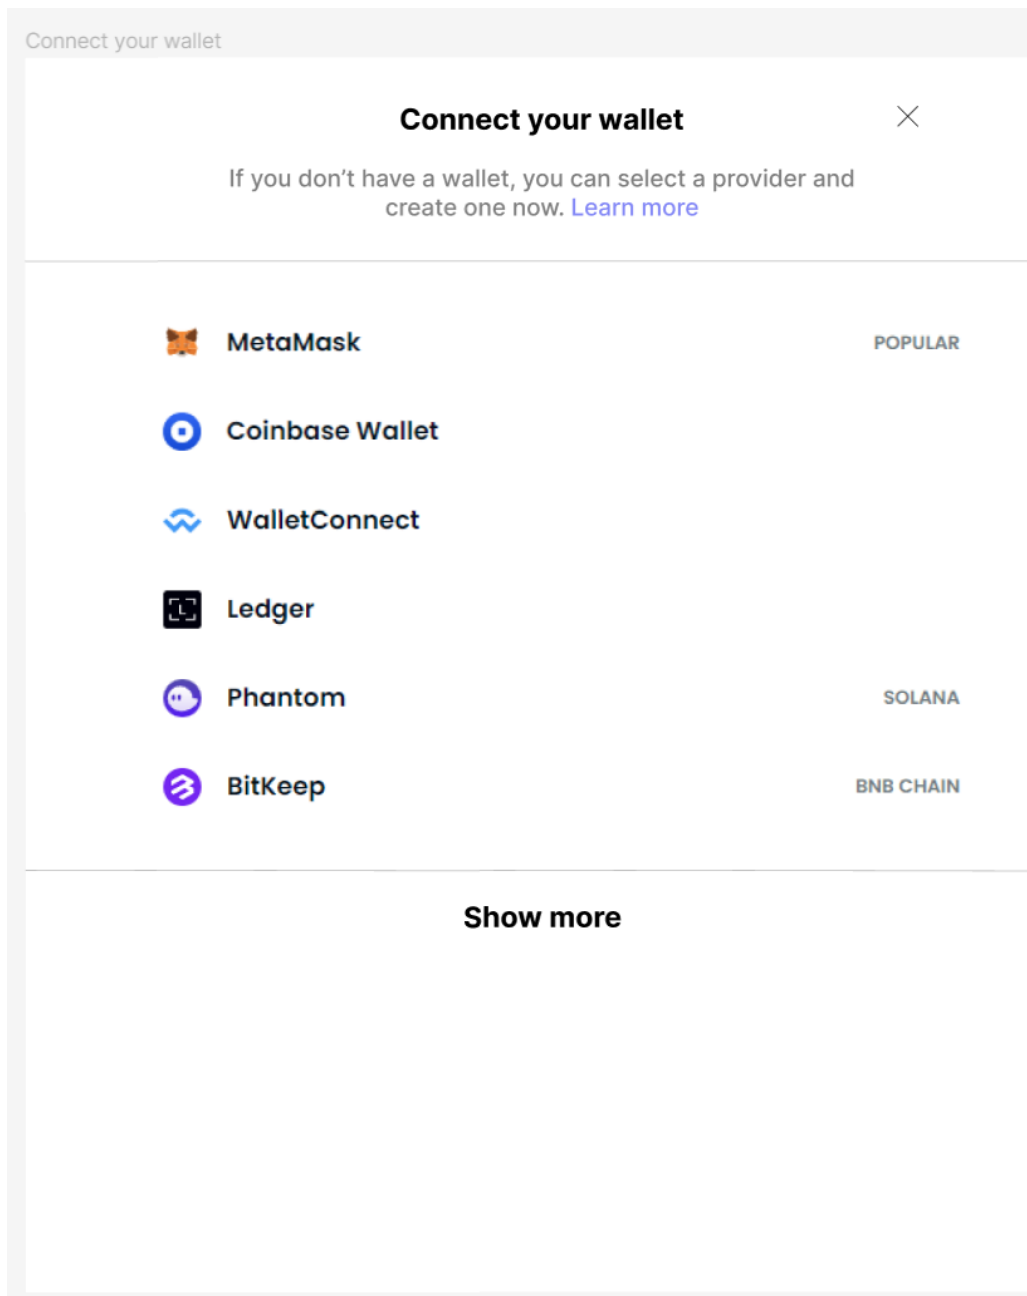 Connect your wallet
Connect your wallet
If you don’t have a wallet, you can select a provider and
create one now. Learn more
MetaMask POPULAR
Coinbase Wallet
WalletConnect
Ledger
Phantom SOLANA
BitKeep BNB CHAIN
Show more